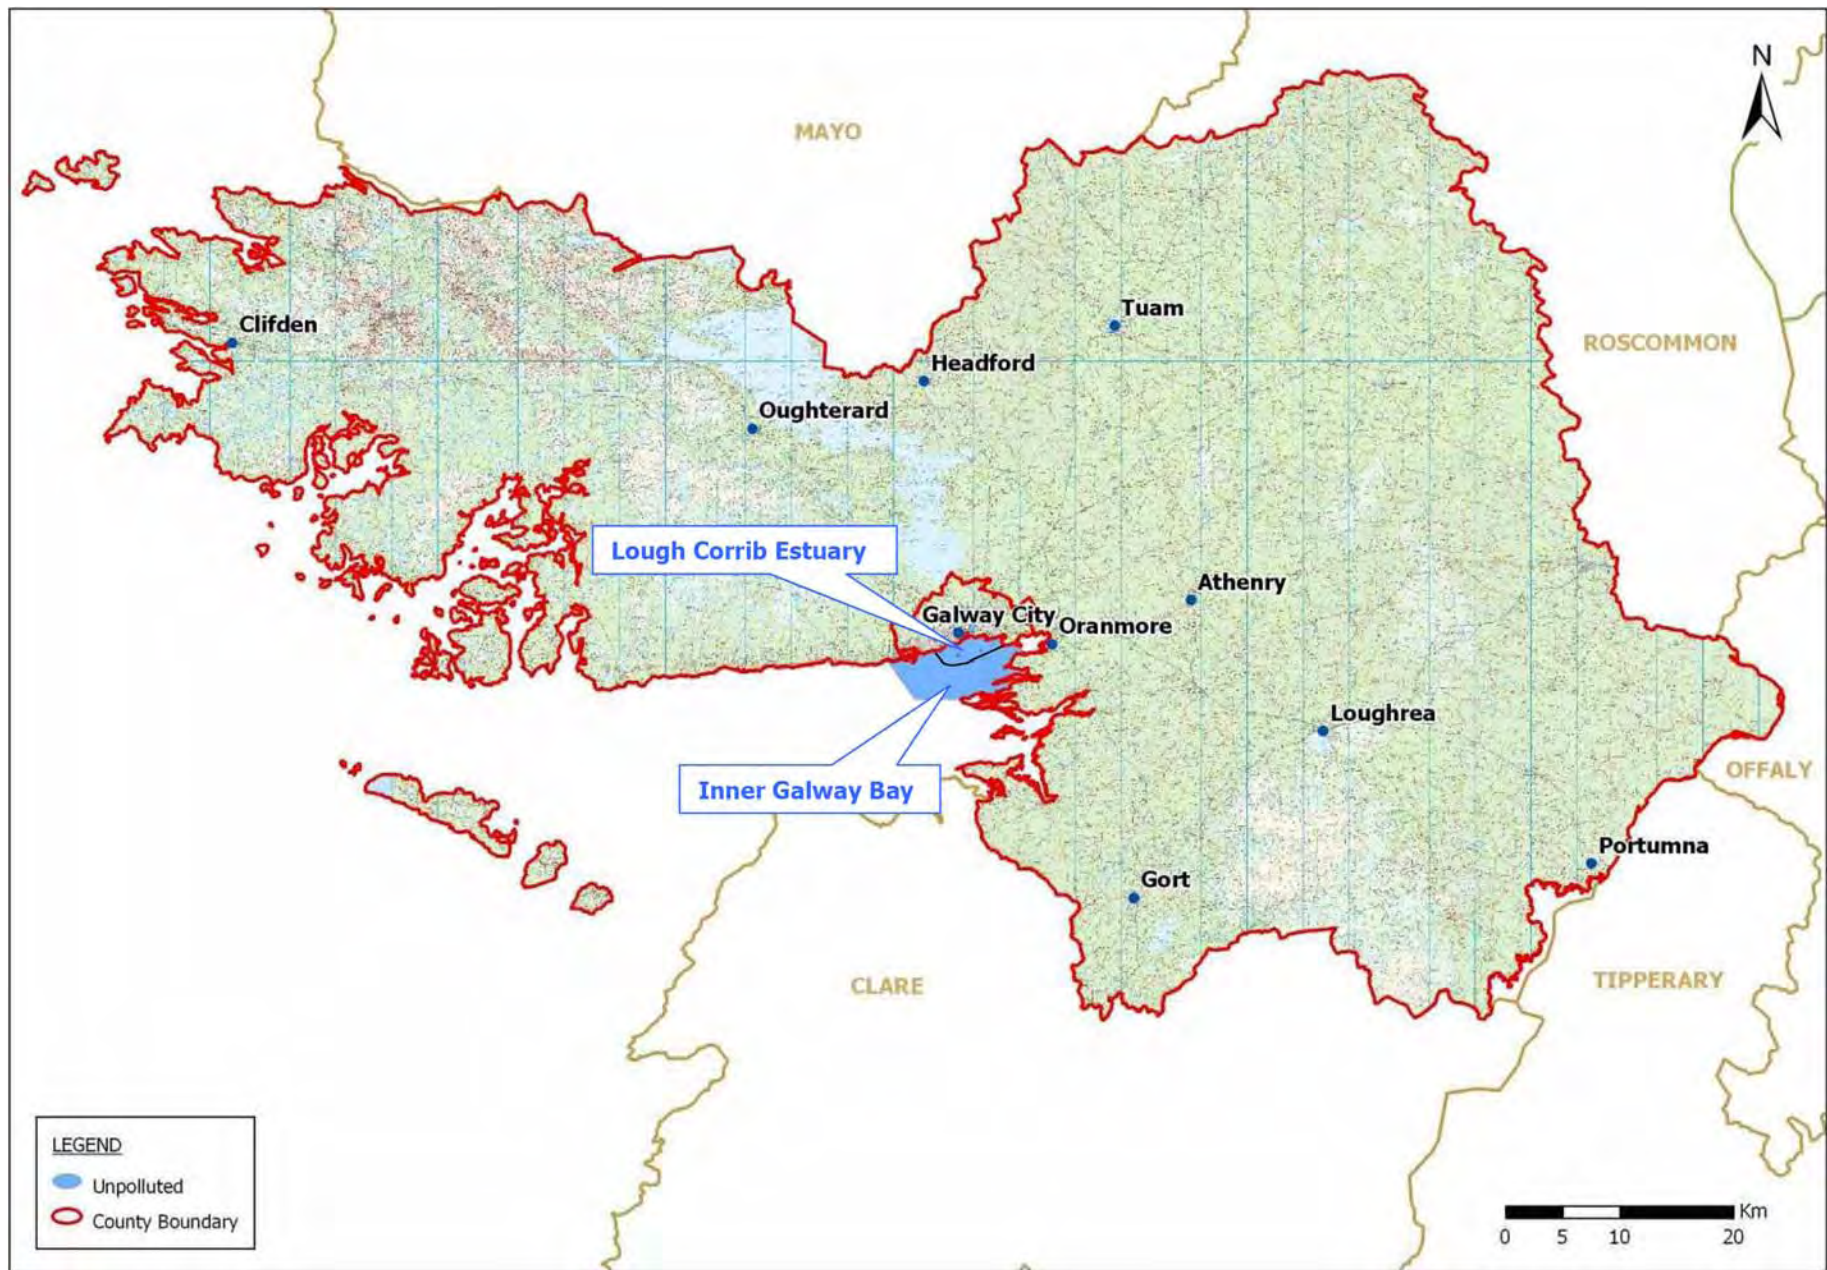 N
MAYO
Clifden
Tuam
ROSCOMMON
Headford
Oughterard
Lough Corrib Estuary
Athenry
Galway City
Oranmore
Loughrea
Inner Galway Bay
OFFALY
Portumna
Gort
CLARE
TIPPERARY
LEGEND
Unpolluted
County Boundary
Km
0 5 10 20